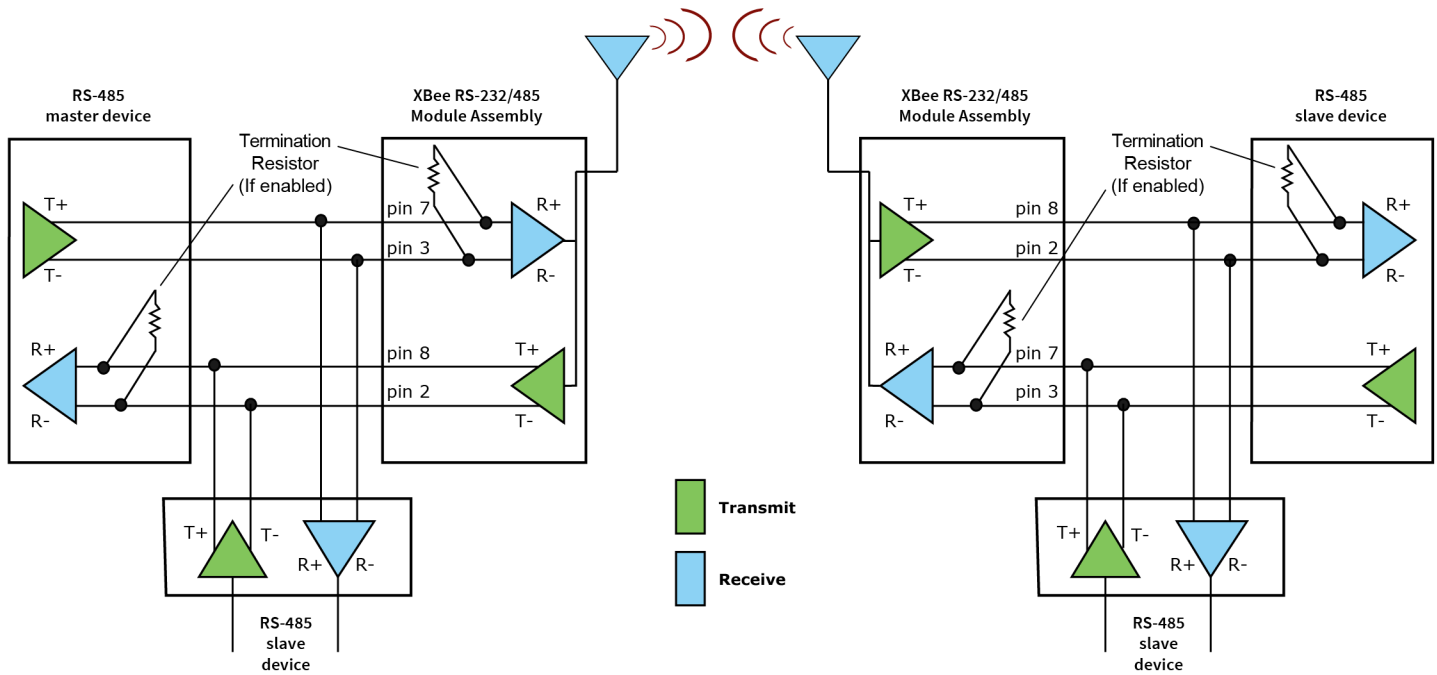 RS-485
master device
XBee RS-232/485
Module Assembly
Termination
Resistor
(If enabled)
T+
T-
pin 7
pin 3
R+
R-
R+
R-
pin 8
pin 2
T+
T-
T+
T-
R+
R-
RS-485
slave
device
Transmit
Receive
XBee RS-232/485
Module Assembly
RS-485
slave device
Termination
Resistor
(If enabled)
T+
T-
pin 8
pin 2
R+
R-
R+
R-
pin 7
pin 3
T+
T-
T+
T-
R+
R-
RS-485
slave
device